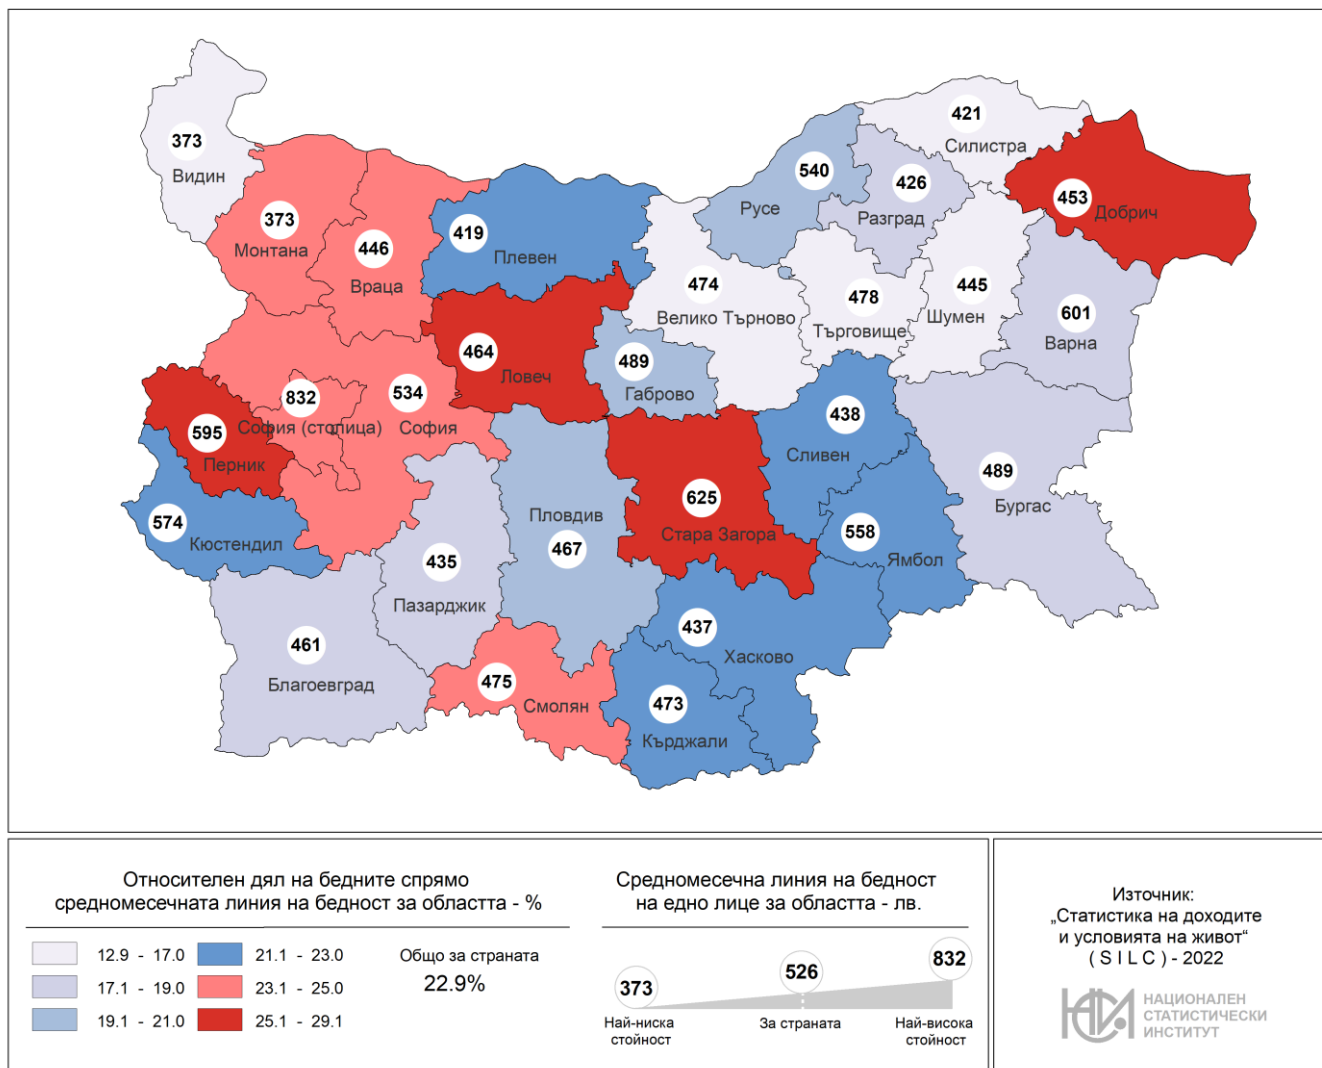 421
Силистра
373
Видин
540
Русе
426
Разград
453
Добрич
373
Монтана
446
Враца
419
Плевен
474
Велико Търново
478
Търговище
445
Шумен
601
Варна
464
Ловеч
489
Габрово
832
София (столица)
534
София
595
Перник
438
Сливен
489
Бургас
574
Кюстендил
625
Стара Загора
558
Ямбол
Пловдив
467
435
Пазарджик
461
Благоевград
437
Хасково
475
Смолян
473
Кърджали
Относителен дял на бедните спрямо
средномесечната линия на бедност за областта - %
12.9 - 17.0
17.1 - 19.0
19.1 - 21.0
21.1 - 23.0
23.1 - 25.0
25.1 - 29.1
Общо за страната
22.9%
Средномесечна линия на бедност
на едно лице за областта - лв.
373
526
832
Най-ниска
стойност
За страната
Най-висока
стойност
Източник:
„Статистика на доходите
и условията на живот“
( S I L C ) - 2022
НСИ
НАЦИОНАЛЕН
СТАТИСТИЧЕСКИ
ИНСТИТУТ